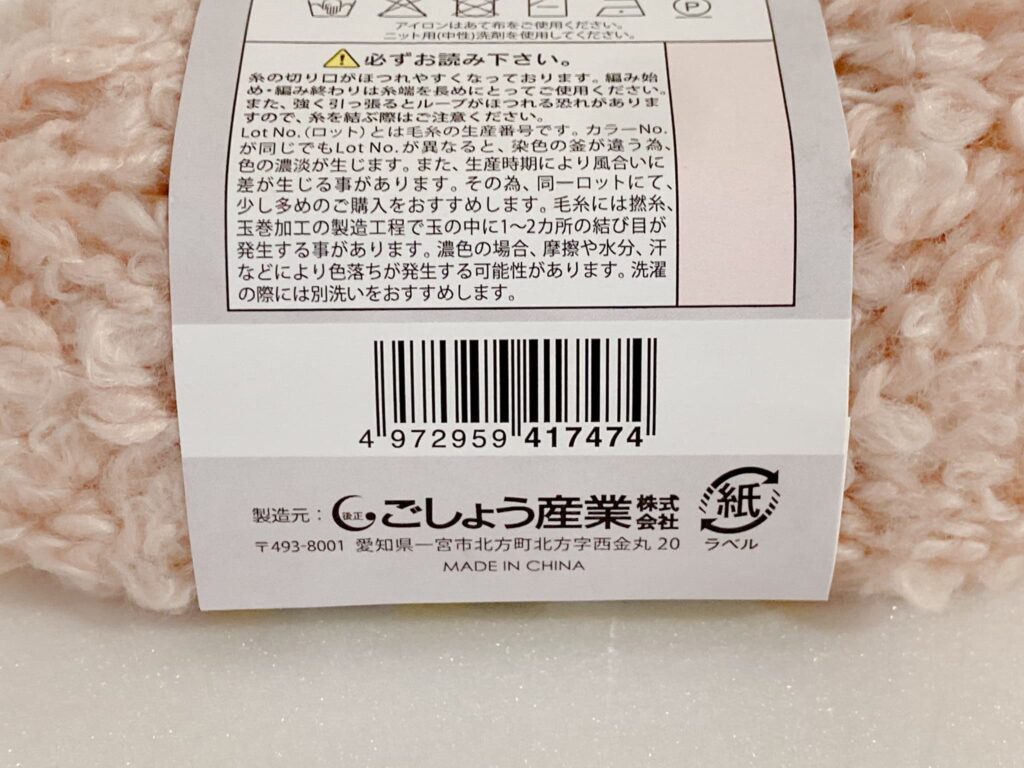 アイロンはあて布をご使用ください。
ニット用(中性)洗剤を使用してください。
必ずお読み下さい。
糸の切り口がほつれやすくなっております。編み始
め・編み終わりは糸端を長めにとってご使用ください。
また、強く引っ張るとループがほつれる恐れがありま
すので、糸を結ぶ際はご注意ください。
Lot No.(ロット)とは毛糸の生産番号です。カラーNo.
が同じでもLot No.が異なると、染色の釜が違う為、
色の濃淡が生じます。また、生産時期により風合いに
差が生じる事があります。その為、同一ロットにて、
少し多めのご購入をおすすめします。毛糸には撚糸、
玉巻加工の製造工程で玉の中に1〜2カ所の結び目が
発生する事があります。濃色の場合、摩擦や水分、汗
などにより色落ちが発生する可能性があります。洗濯
の際には別洗いをおすすめします。
4 972959 417474
製造元: 後正 ごしょう産業株式会社
〒493-8001 愛知県一宮市北方町北方字西金丸 20
MADE IN CHINA
紙
ラベル